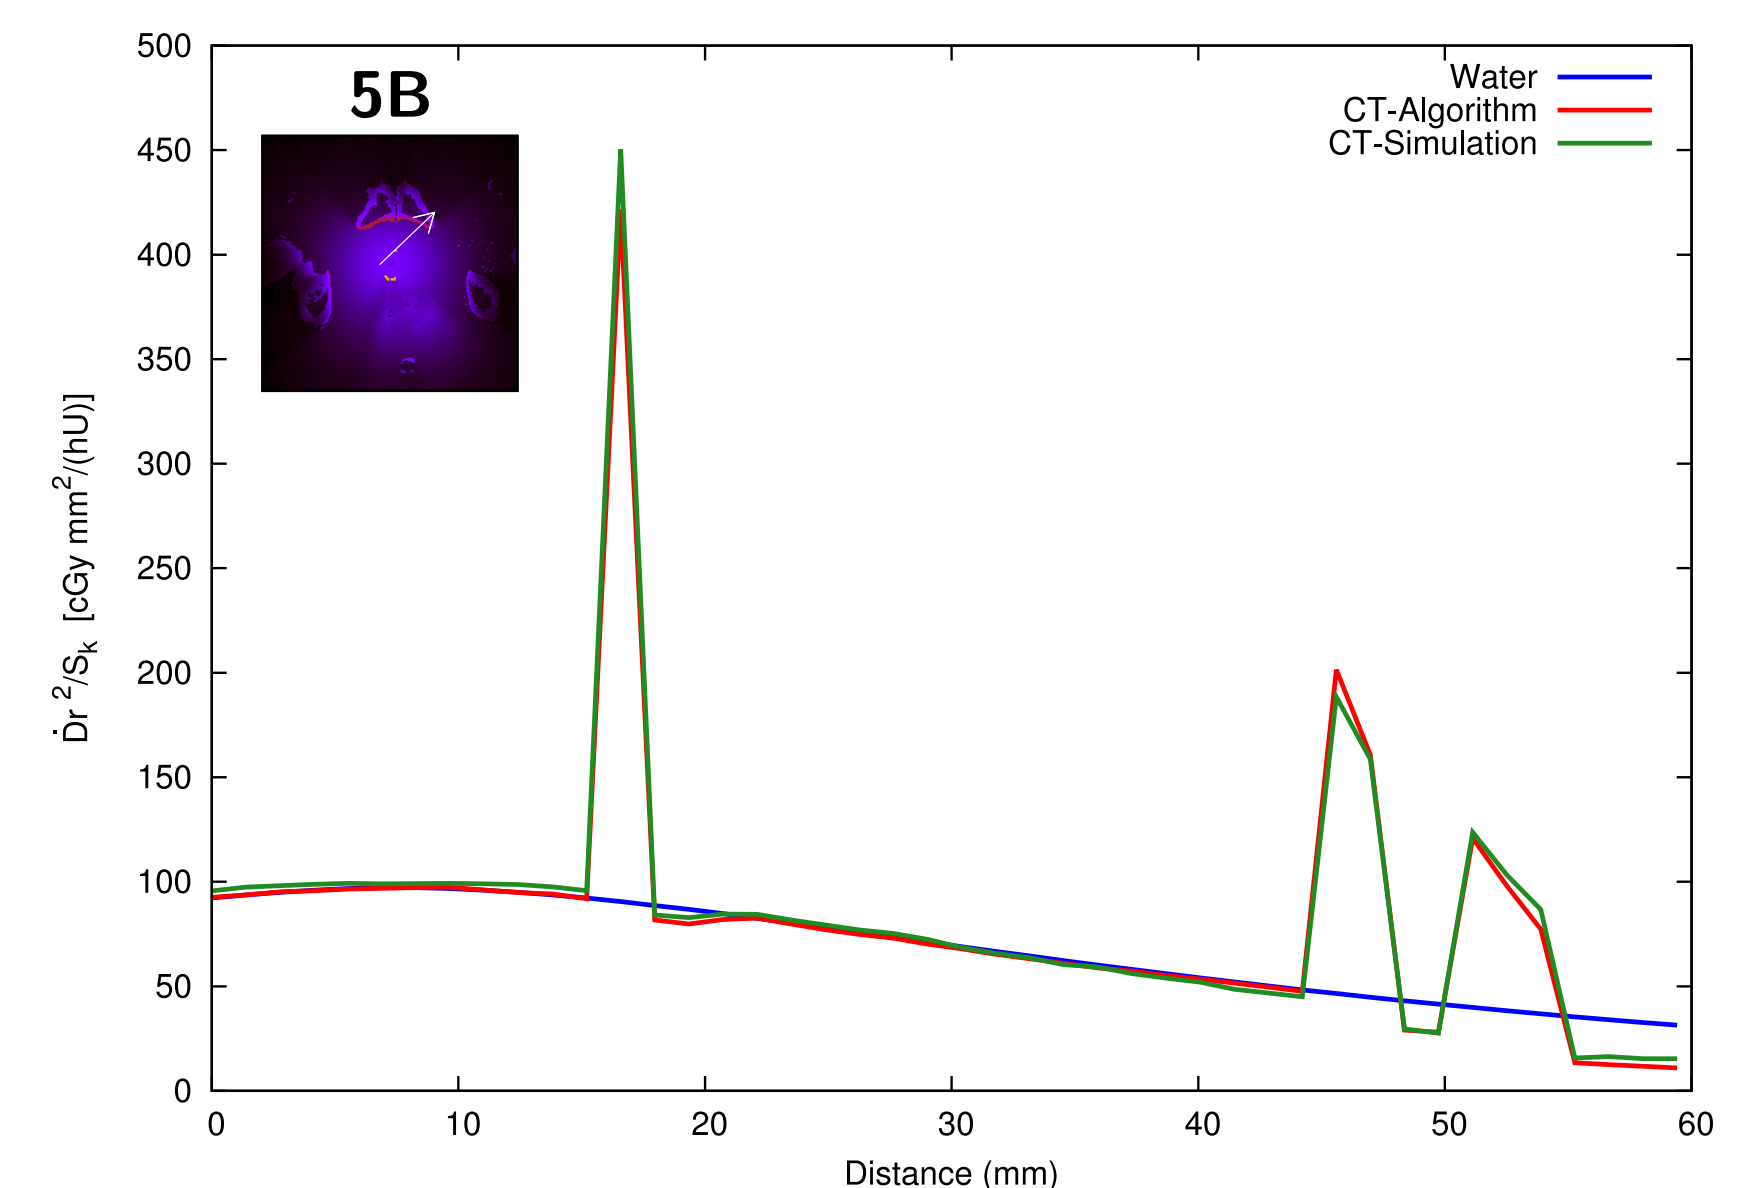 5B
Water
CT-Algorithm
CT-Simulation
500
450
400
350
300
250
200
150
100
50
0
0 10 20 30 40 50 60
Distance (mm)
Ḋr ²/Sₖ [cGy mm²/(hU)]